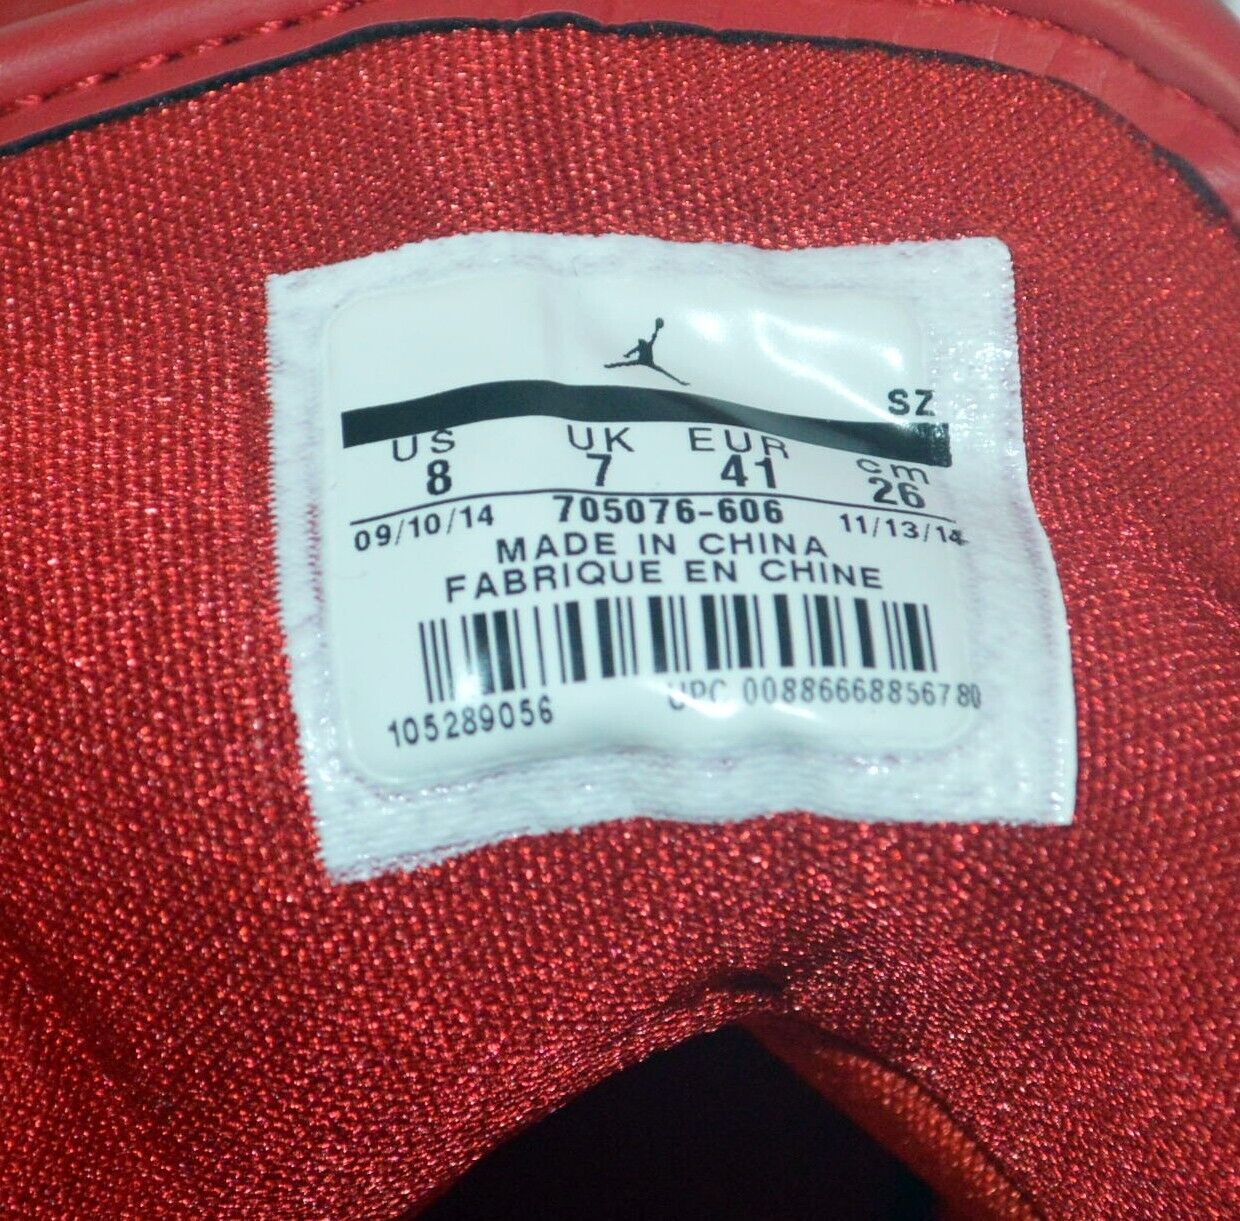 SZ
US UK EUR cm
8 7 41 26
09/10/14 705076-606 11/13/14
MADE IN CHINA
FABRIQUE EN CHINE
105289056 UPC 00886668856780